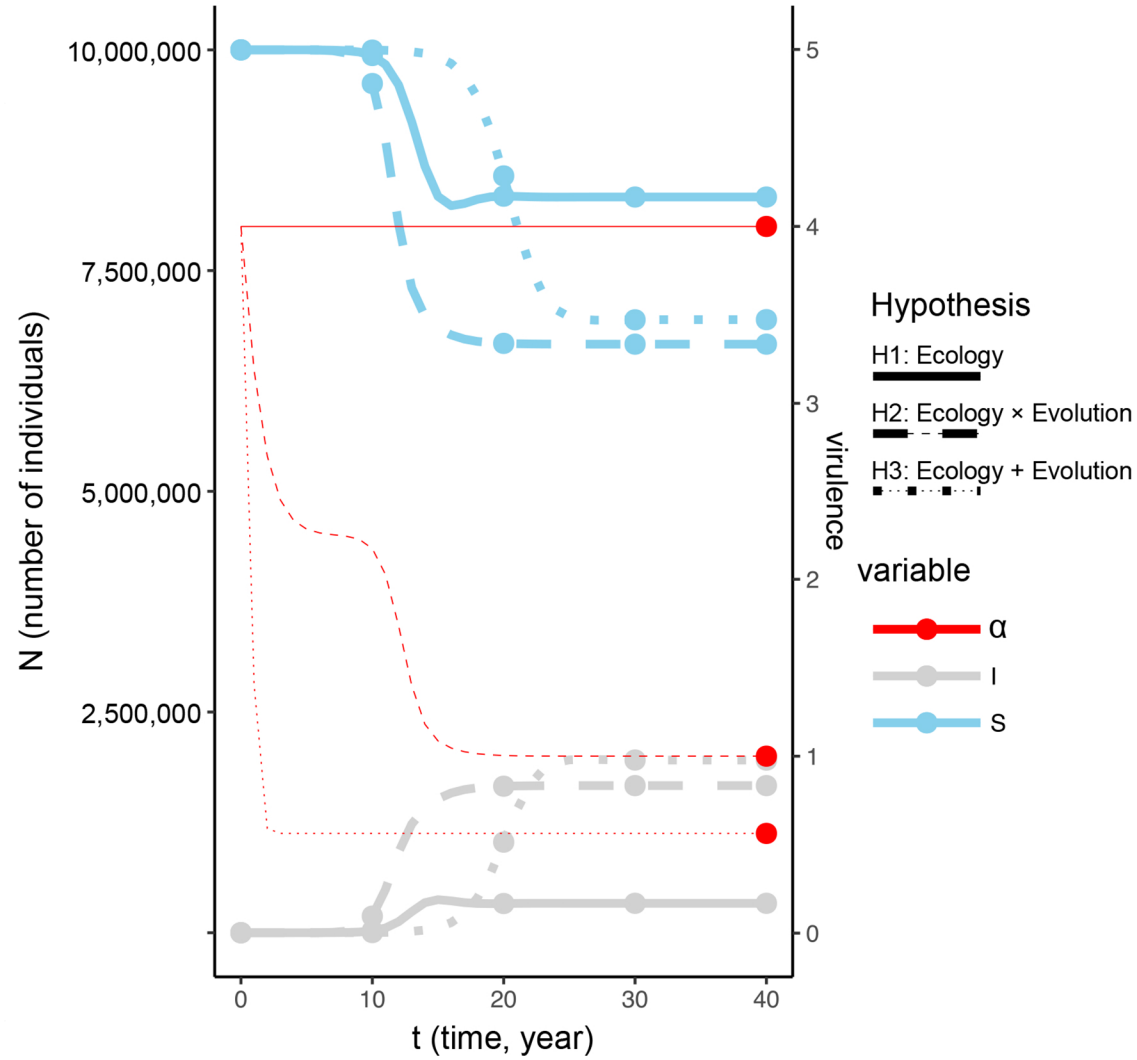 10,000,000
7,500,000
5,000,000
2,500,000
N (number of individuals)
0
10
20
30
40
t (time, year)
5
4
3
2
1
0
virulence
Hypothesis
H1: Ecology
H2: Ecology × Evolution
H3: Ecology + Evolution
variable
α
I
S